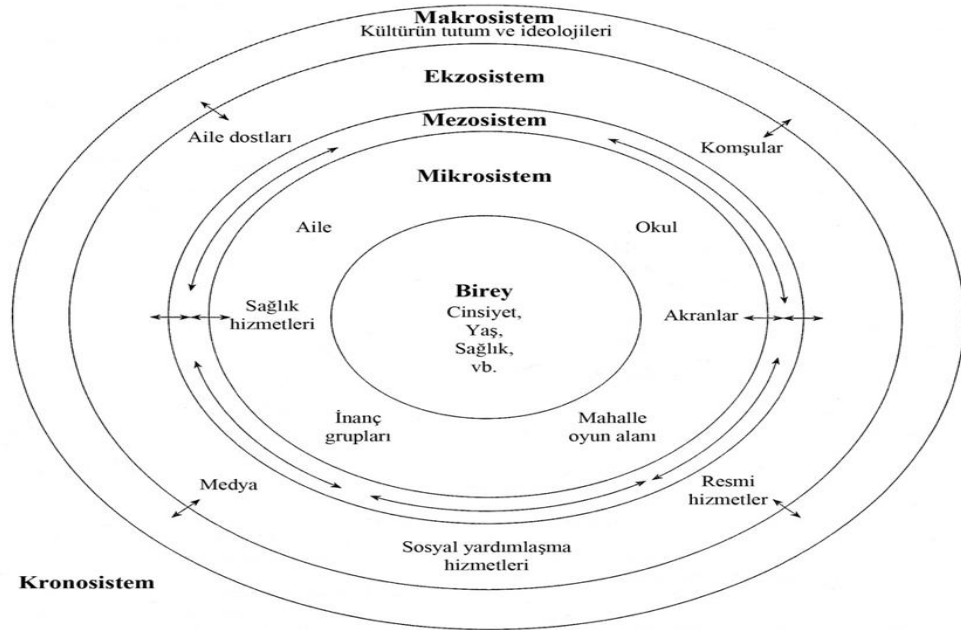 Makrosistem
Kültürün tutum ve ideolojileri
Ekzosistem
Aile dostları
Mezosistem
Komşular
Mikrosistem
Aile
Okul
Birey
Cinsiyet,
Yaş,
Sağlık,
vb.
Sağlık
hizmetleri
Akranlar
İnanç
grupları
Mahalle
oyun alanı
Medya
Resmi
hizmetler
Sosyal yardımlaşma
hizmetleri
Kronosistem